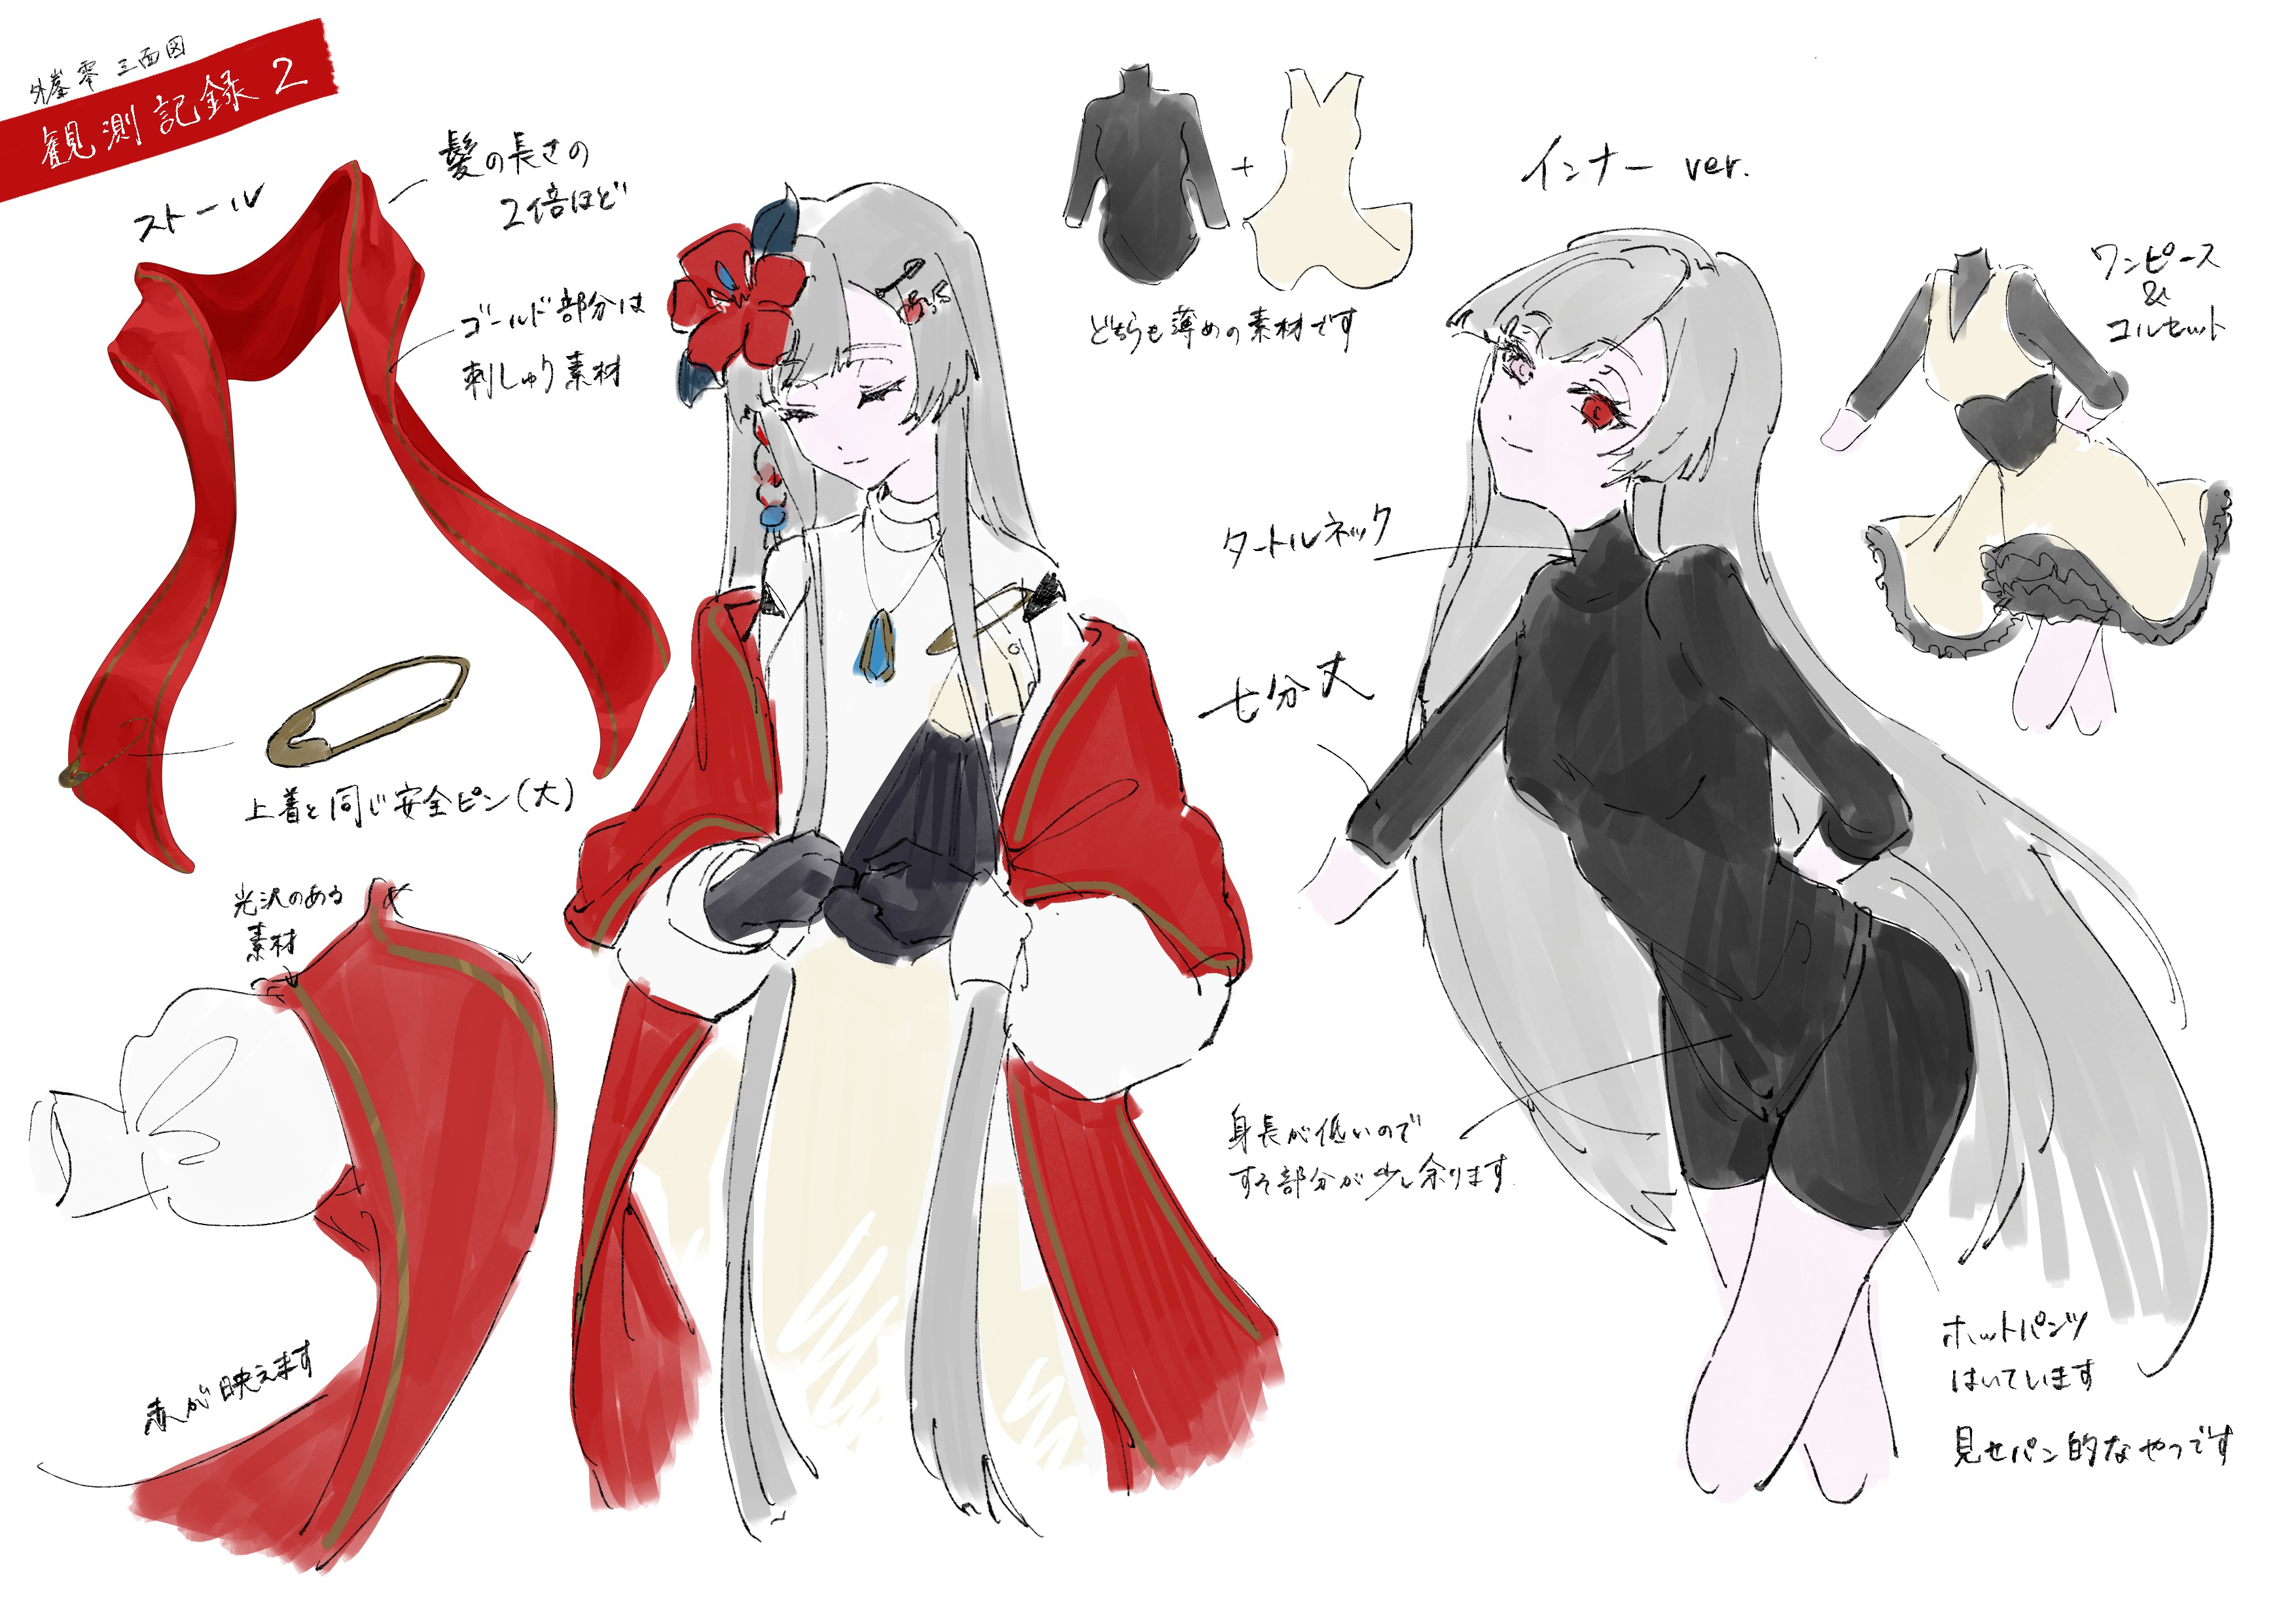 外峯 零 三面図
観測記録 2
ストール
髪の長さの
2倍ほど
ゴールド部分は
刺しゅう素材
上着と同じ安全ピン(大)
光沢のある
素材
赤が映えます
+
どちらも薄めの素材です
インナー ver.
ワンピース
&
コルセット
タートルネック
七分丈
身長が低いので
すそ部分が少し余ります
ホットパンツ
はいています
見せパン的なやつです